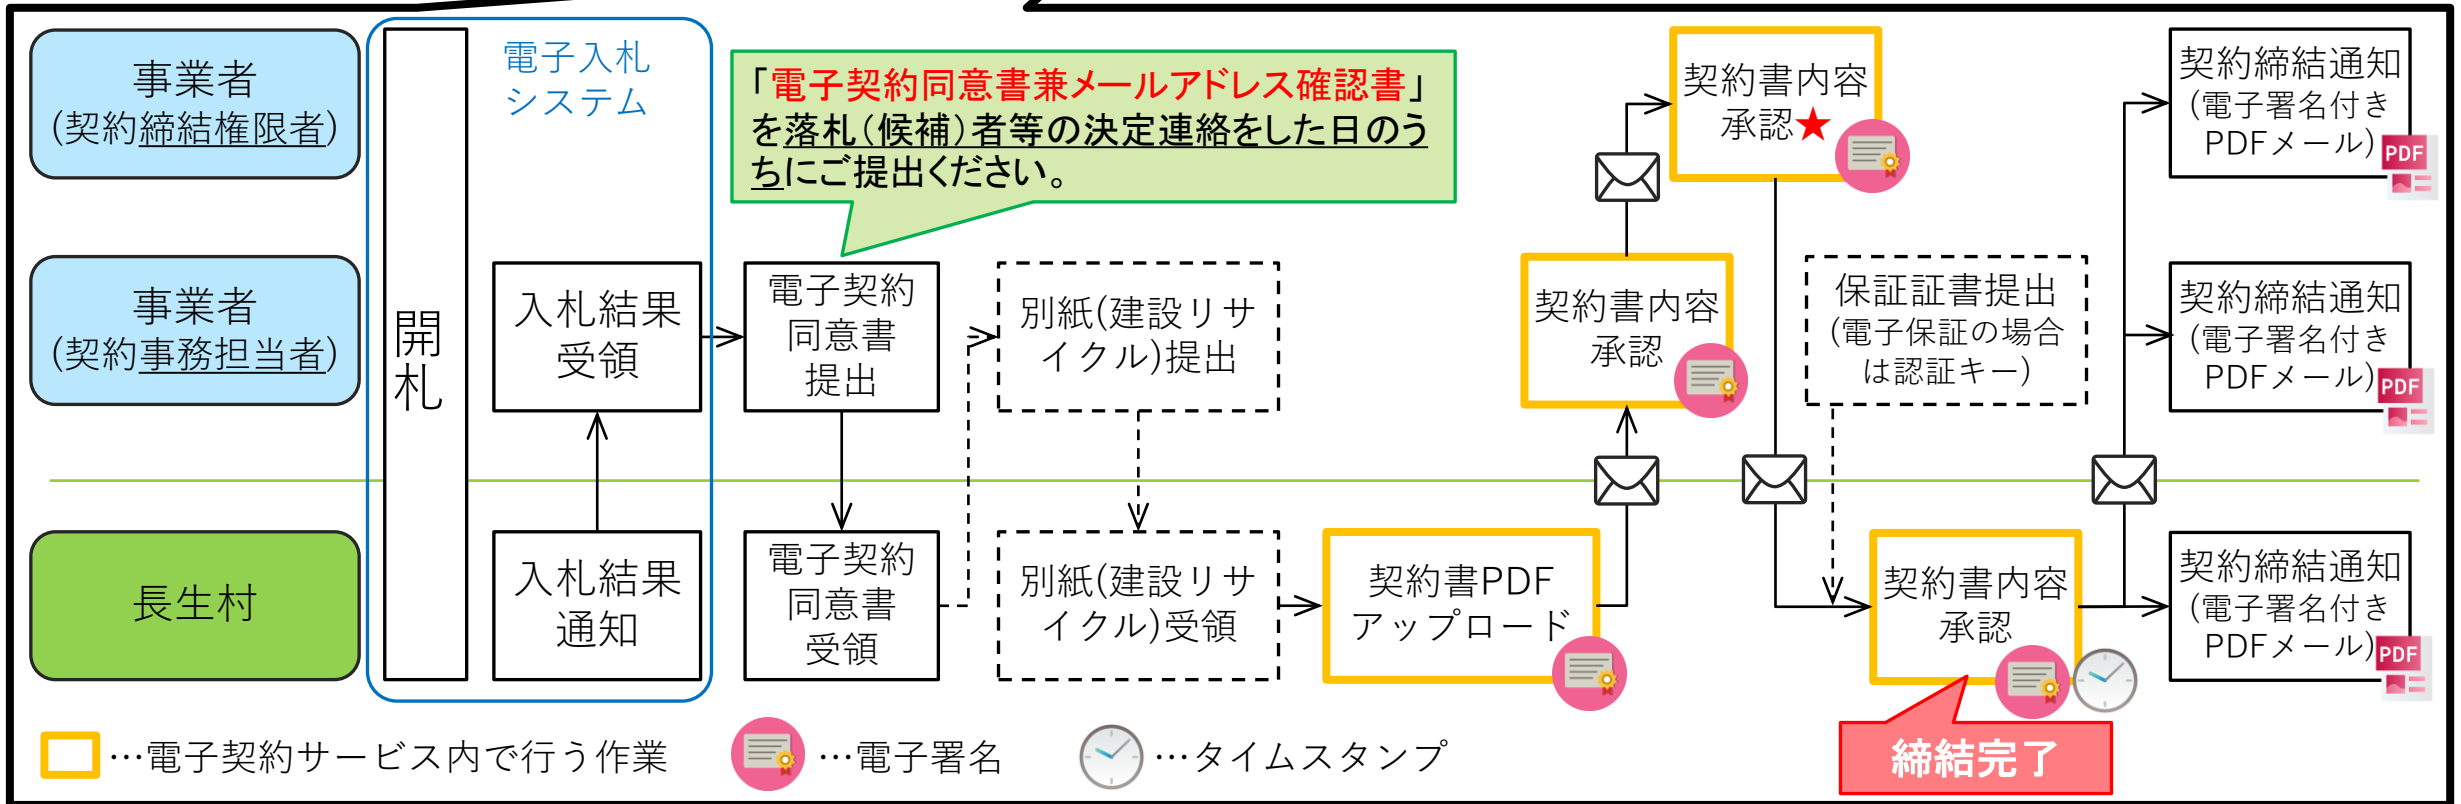 事業者
(契約締結権限者)
電子入札
システム
「電子契約同意書兼メールアドレス確認書」
を落札(候補)者等の決定連絡をした日のう
ちにご提出ください。
契約書内容
承認★
契約締結通知
(電子署名付き
PDFメール)
PDF
事業者
(契約事務担当者)
開
札
入札結果
受領
電子契約
同意書
提出
別紙(建設リサ
イクル)提出
契約書内容
承認
保証証書提出
(電子保証の場合
は認証キー)
契約締結通知
(電子署名付き
PDFメール)
PDF
長生村
入札結果
通知
電子契約
同意書
受領
別紙(建設リサ
イクル)受領
契約書PDF
アップロード
契約書内容
承認
契約締結通知
(電子署名付き
PDFメール)
PDF
…電子契約サービス内で行う作業
…電子署名
…タイムスタンプ
締結完了